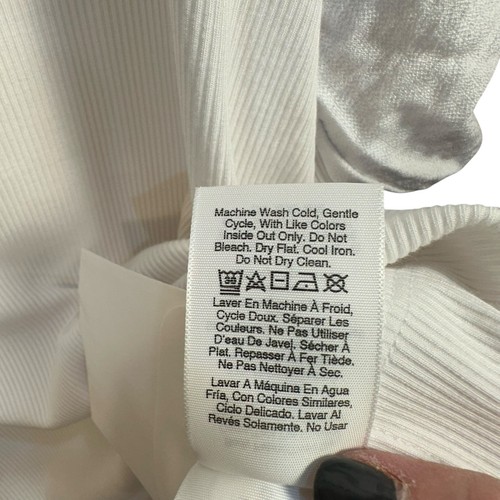 Machine Wash Cold, Gentle
Cycle, With Like Colors
Inside Out Only. Do Not
Bleach. Dry Flat. Cool Iron.
Do Not Dry Clean.
30
Laver En Machine À Froid,
Cycle Doux. Séparer Les
Couleurs. Ne Pas Utiliser
D'eau De Javel. Sécher À
Plat. Repasser À Fer Tiède.
Ne Pas Nettoyer À Sec.
Lavar A Máquina En Agua
Fría, Con Colores Similares,
Ciclo Delicado. Lavar Al
Revés Solamente. No Usar